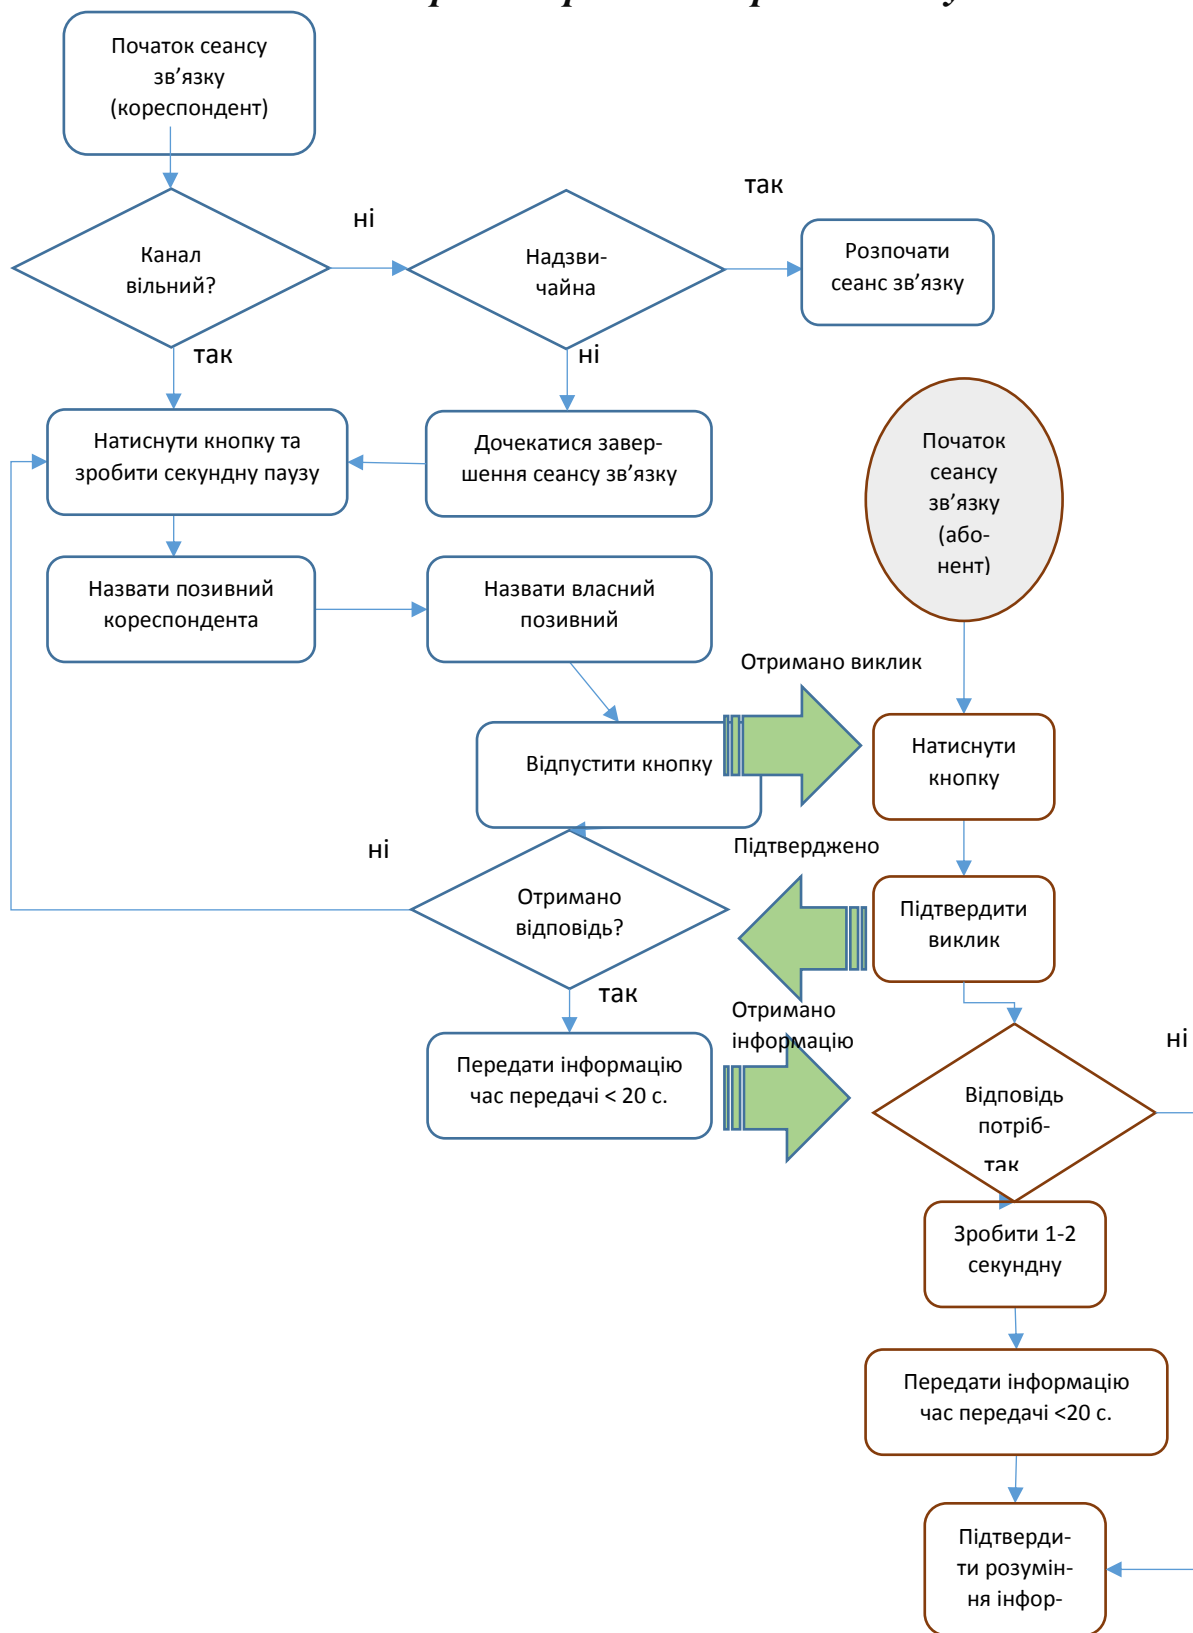 Початок сеансу
зв’язку
(кореспондент)
так
ні
Канал
вільний?
Надзви-
чайна
Розпочати
сеанс зв’язку
так
ні
Натиснути кнопку та
зробити секундну паузу
Дочекатися завер-
шення сеансу зв’язку
Початок
сеансу
зв’язку
(або-
нент)
Назвати позивний
кореспондента
Назвати власний
позивний
Отримано виклик
Відпустити кнопку
Натиснути
кнопку
ні
Підтверджено
Отримано
відповідь?
Підтвердити
виклик
так
Отримано
інформацію
ні
Передати інформацію
час передачі < 20 с.
Відповідь
потріб-
так
Зробити 1-2
секундну
Передати інформацію
час передачі <20 с.
Підтверди-
ти розумін-
ня інфор-